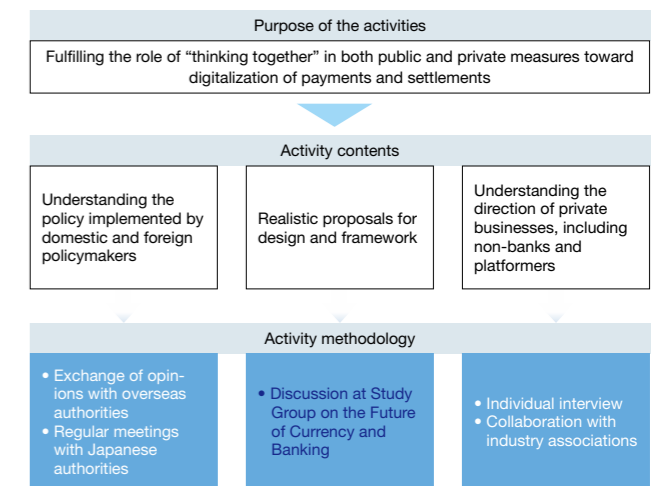 Purpose of the activities
Fulfilling the role of “thinking together” in both public and private measures toward
digitalization of payments and settlements
Activity contents
Understanding the
policy implemented by
domestic and foreign
policymakers
Realistic proposals for
design and framework
Understanding the
direction of private
businesses, including
non-banks and
platformers
Activity methodology
• Exchange of opin-
ions with overseas
authorities
• Regular meetings
with Japanese
authorities
• Discussion at Study
Group on the Future
of Currency and
Banking
• Individual interview
• Collaboration with
industry associations